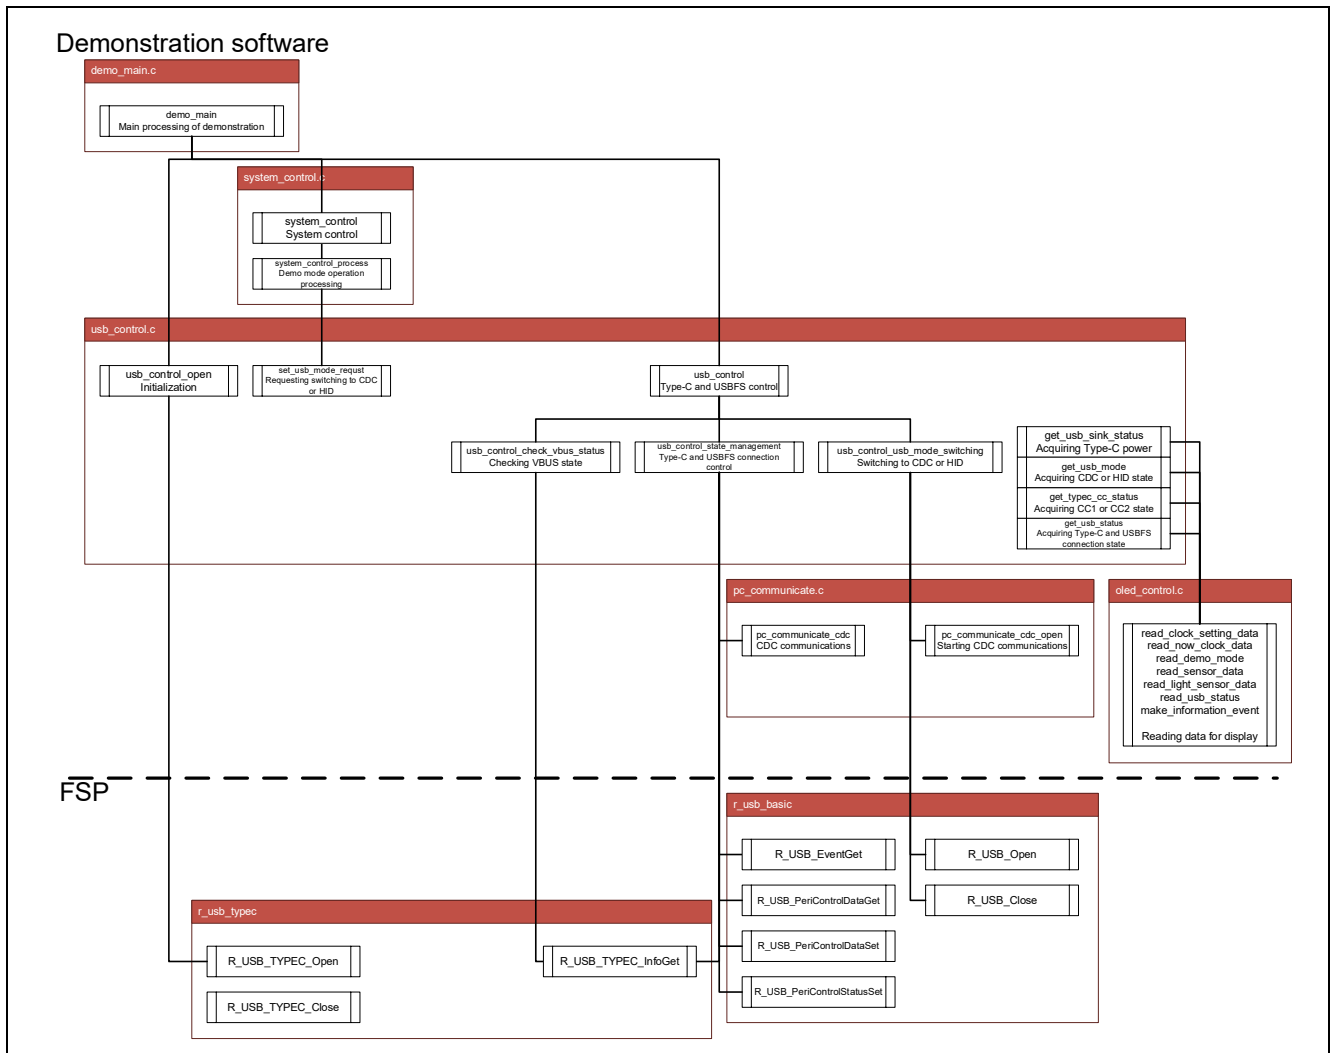 Demonstration software
demo_main.c
demo_main
Main processing of demonstration
system_control.c
system_control
System control
system_control_process
Demo mode operation
processing
usb_control.c
usb_control_open
Initialization
set_usb_mode_requst
Requesting switching to CDC
or HID
usb_control
Type-C and USBFS control
usb_control_check_vbus_status
Checking VBUS state
usb_control_state_management
Type-C and USBFS connection
control
usb_control_usb_mode_switching
Switching to CDC or HID
get_usb_sink_status
Acquiring Type-C power
get_usb_mode
Acquiring CDC or HID state
get_typec_cc_status
Acquiring CC1 or CC2 state
get_usb_status
Acquiring Type-C and USBFS
connection state
pc_communicate.c
pc_communicate_cdc
CDC communications
pc_communicate_cdc_open
Starting CDC communications
oled_control.c
read_clock_setting_data
read_now_clock_data
read_demo_mode
read_sensor_data
read_light_sensor_data
read_usb_status
make_information_event
Reading data for display
FSP
r_usb_basic
R_USB_EventGet
R_USB_Open
R_USB_PeriControlDataGet
R_USB_Close
R_USB_PeriControlDataSet
R_USB_PeriControlStatusSet
r_usb_typec
R_USB_TYPEC_Open
R_USB_TYPEC_InfoGet
R_USB_TYPEC_Close